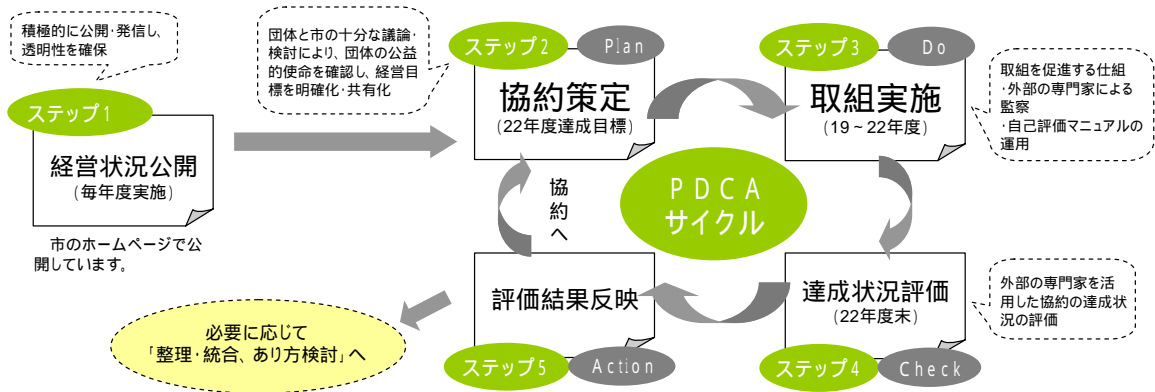 積極的に公開・発信し、
透明性を確保
ステップ1
経営状況公開
(毎年度実施)
市のホームページで公
開しています。
団体と市の十分な議論・
検討により、団体の公益
的使命を確認し、経営目
標を明確化・共有化
ステップ2
Plan
協約策定
(22年度達成目標)
ステップ3
Do
取組実施
(19~22年度)
取組を促進する仕組
・外部の専門家による
監察
・自己評価マニュアルの
運用
PDCA
サイクル
協約へ
達成状況評価
(22年度末)
ステップ4
Check
外部の専門家を活
用した協約の達成状
況の評価
評価結果反映
ステップ5
Action
必要に応じて
「整理・統合、あり方検討」へ